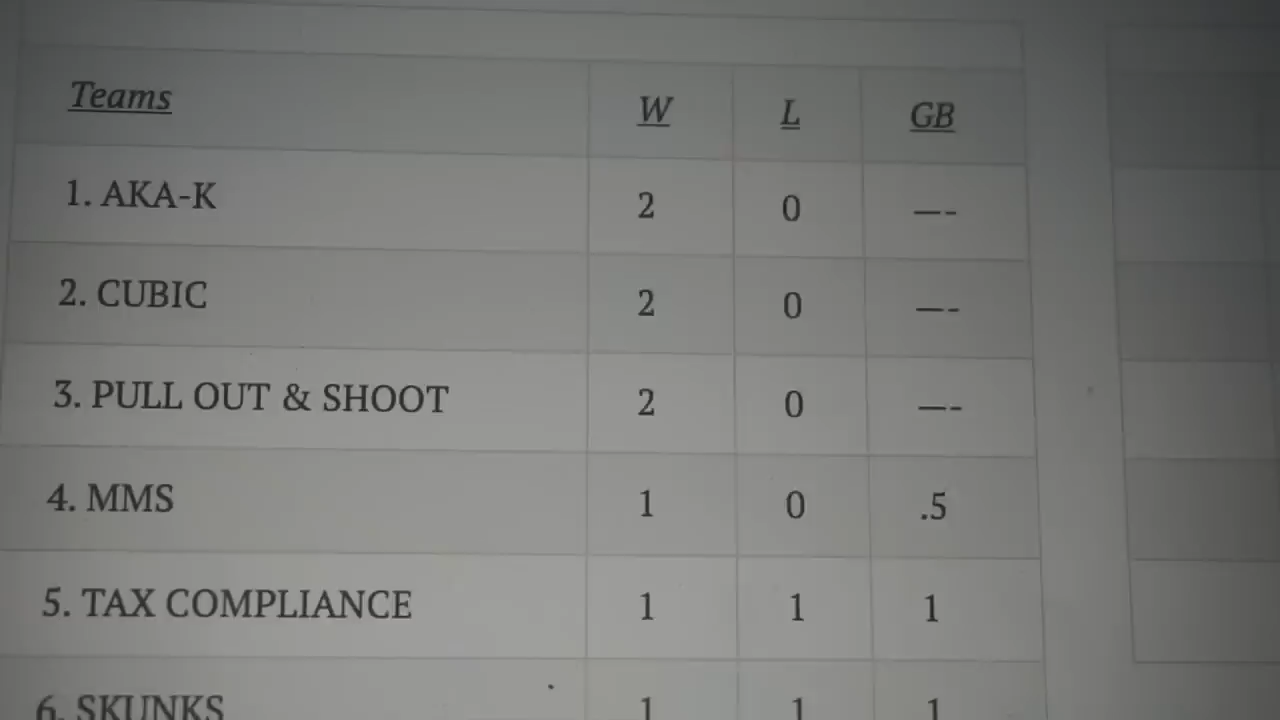 Teams W L GB
1. AKA-K 2 0 —-
2. CUBIC 2 0 —-
3. PULL OUT & SHOOT 2 0 —-
4. MMS 1 0 .5
5. TAX COMPLIANCE 1 1 1
6. SKUNKS 1 1 1